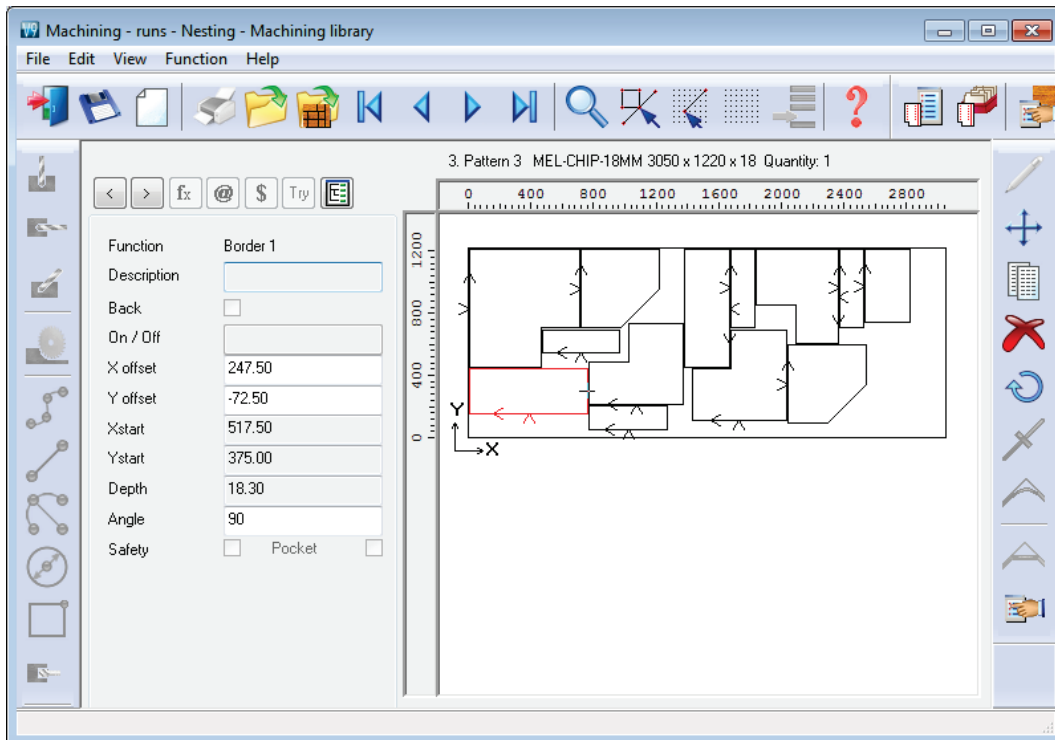 Machining - runs - Nesting - Machining library
File Edit View Function Help
3. Pattern 3 MEL-CHIP-18MM 3050 x 1220 x 18 Quantity: 1
< > fx @ $ Try
0 400 800 1200 1600 2000 2400 2800
1200
800
400
0
Function Border 1
Description
Back
On / Off
X offset 247.50
Y offset -72.50
Xstart 517.50
Ystart 375.00
Depth 18.30
Angle 90
Safety Pocket
Y
X